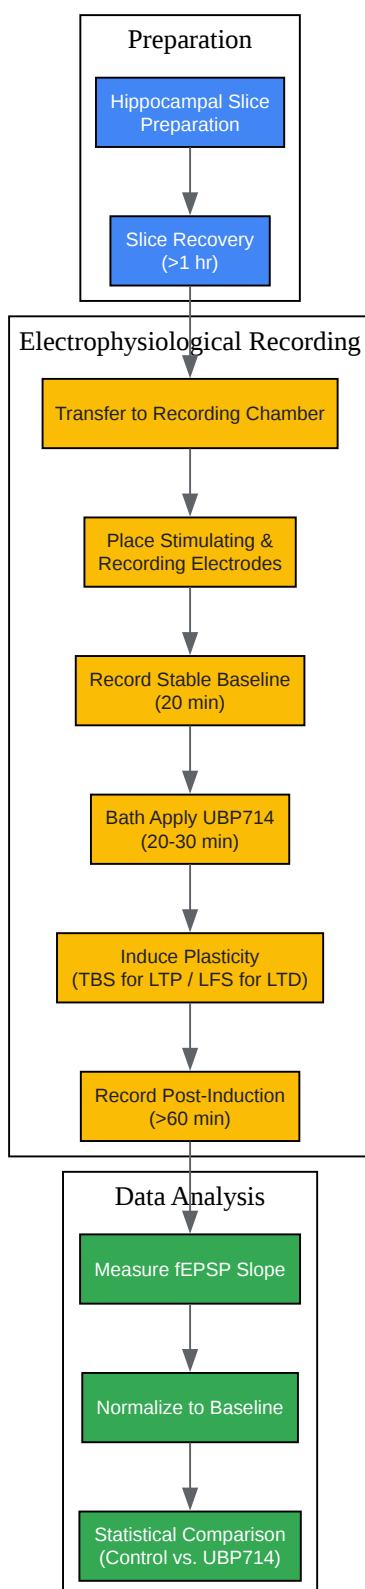 Preparation
Hippocampal Slice
Preparation
Slice Recovery
(>1 hr)
Electrophysiological Recording
Transfer to Recording Chamber
Place Stimulating &
Recording Electrodes
Record Stable Baseline
(20 min)
Bath Apply UBP714
(20-30 min)
Induce Plasticity
(TBS for LTP / LFS for LTD)
Record Post-Induction
(>60 min)
Data Analysis
Measure fEPSP Slope
Normalize to Baseline
Statistical Comparison
(Control vs. UBP714)